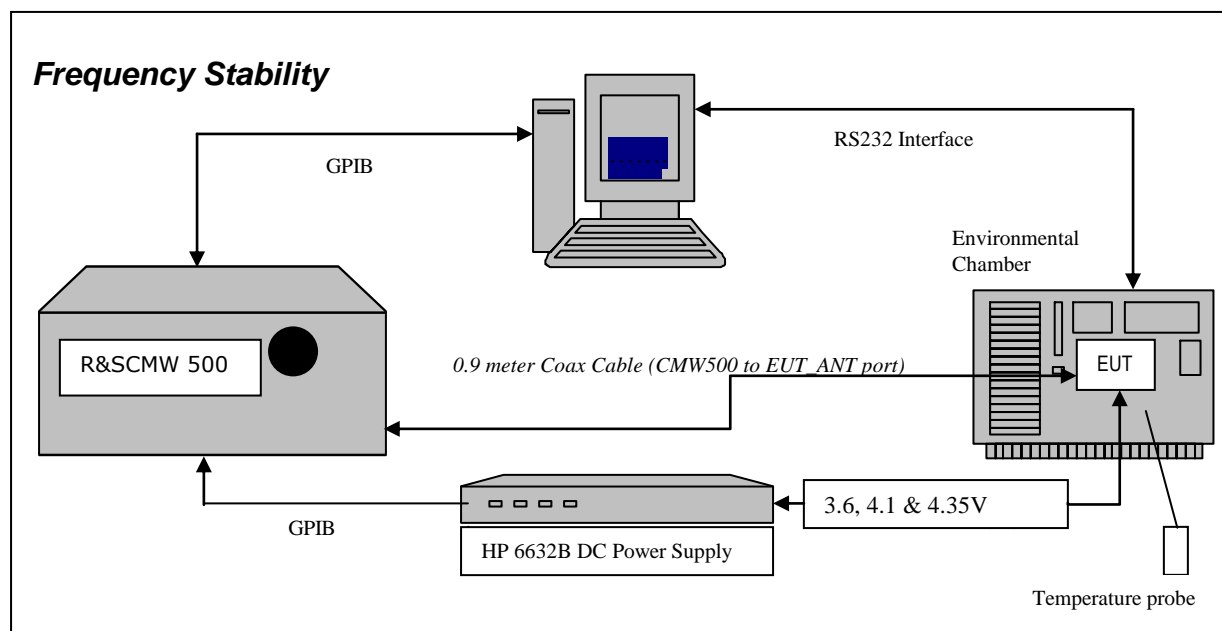 Frequency Stability
GPIB
RS232 Interface
Environmental
Chamber
R&SCMW 500
0.9 meter Coax Cable (CMW500 to EUT_ANT port)
EUT
GPIB
3.6, 4.1 & 4.35V
HP 6632B DC Power Supply
Temperature probe